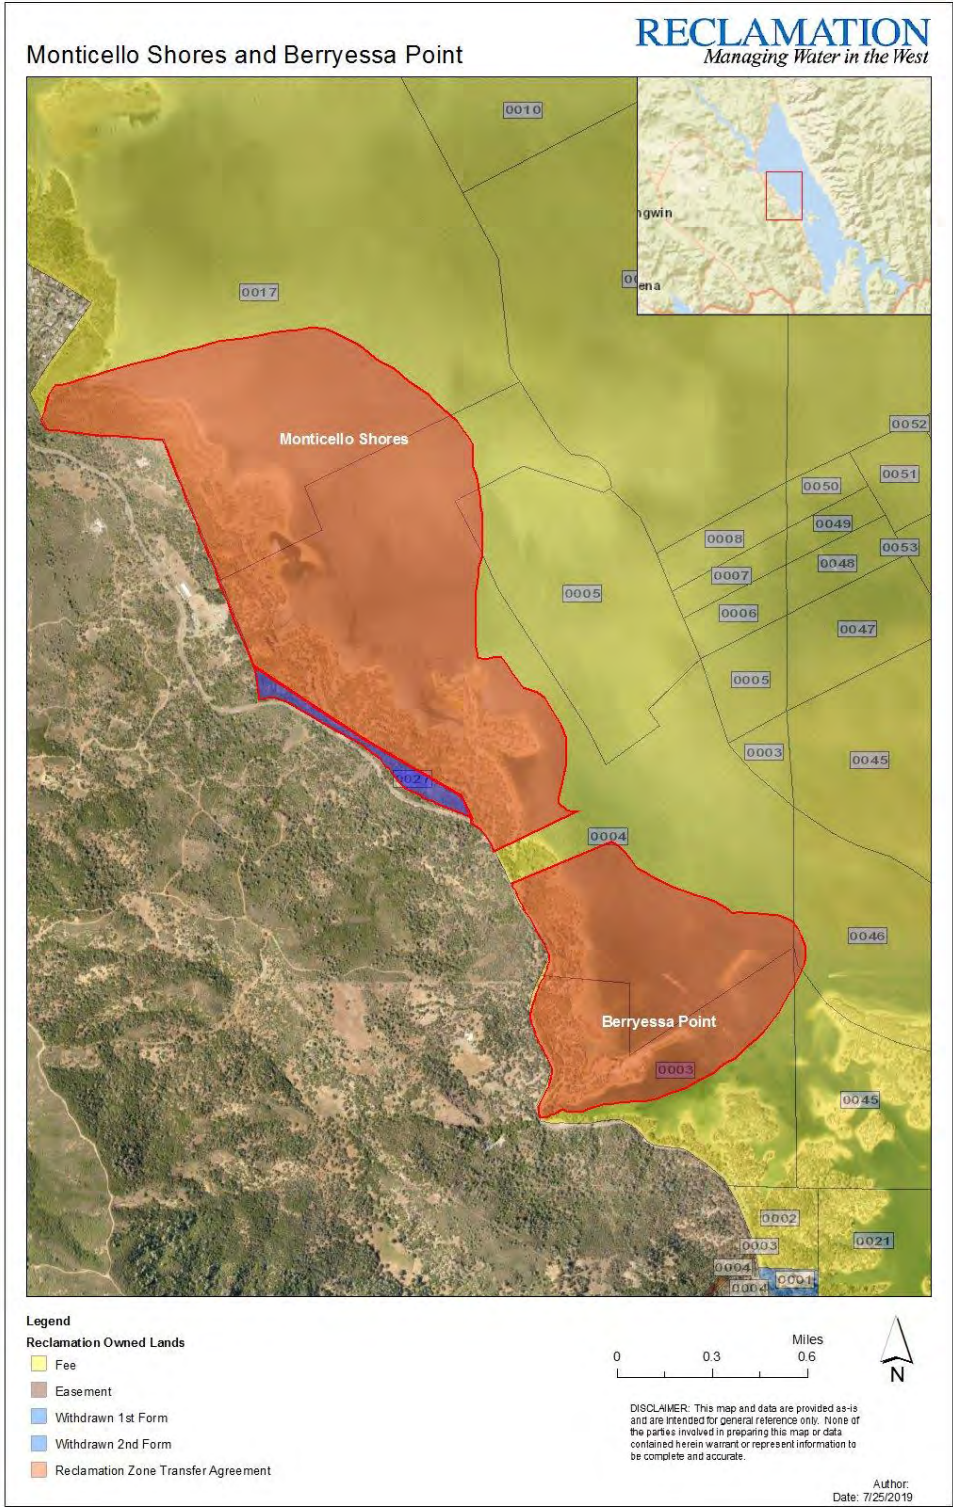 Monticello Shores and Berryessa Point
RECLAMATION
Managing Water in the West
0010
ngwin
ena
00
0017
0052
Monticello Shores
0051
0050
0049
0008
0053
0048
0007
0005
0006
0047
0005
0003
0045
0027
0004
0046
Berryessa Point
0003
0045
0002
0021
0003
0004
0001
0004
Legend
Reclamation Owned Lands
Fee
Easement
Withdrawn 1st Form
Withdrawn 2nd Form
Reclamation Zone Transfer Agreement
Miles
0 0.3 0.6
N
DISCLAIMER: This map and data are provided as-is
and are intended for general reference only. None of
the parties involved in preparing this map or data
contained herein warrant or represent information to
be complete and accurate.
Author:
Date: 7/25/2019